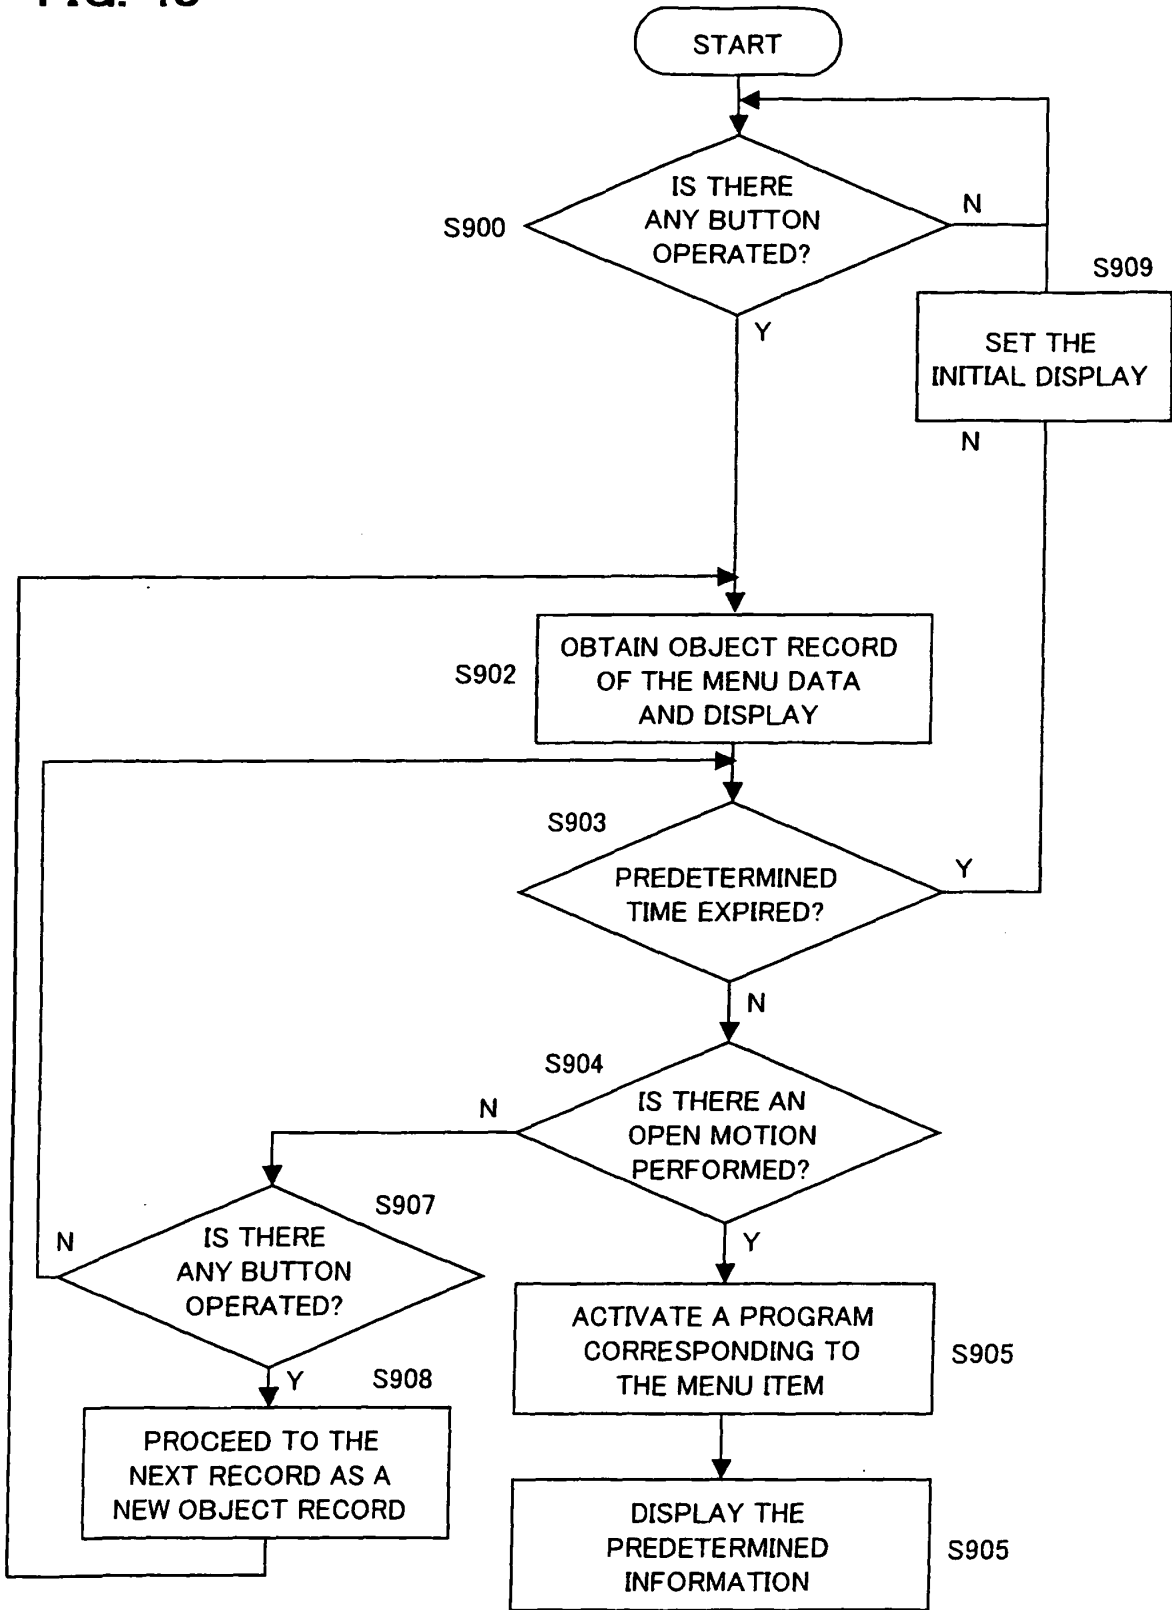 START
IS THERE
ANY BUTTON
OPERATED?
S900
N
Y
S909
SET THE
INITIAL DISPLAY
N
OBTAIN OBJECT RECORD
OF THE MENU DATA
AND DISPLAY
S902
S903
PREDETERMINED
TIME EXPIRED?
Y
N
S904
IS THERE AN
OPEN MOTION
PERFORMED?
N
Y
S907
IS THERE
ANY BUTTON
OPERATED?
N
Y
S908
PROCEED TO THE
NEXT RECORD AS A
NEW OBJECT RECORD
ACTIVATE A PROGRAM
CORRESPONDING TO
THE MENU ITEM
S905
DISPLAY THE
PREDETERMINED
INFORMATION
S905